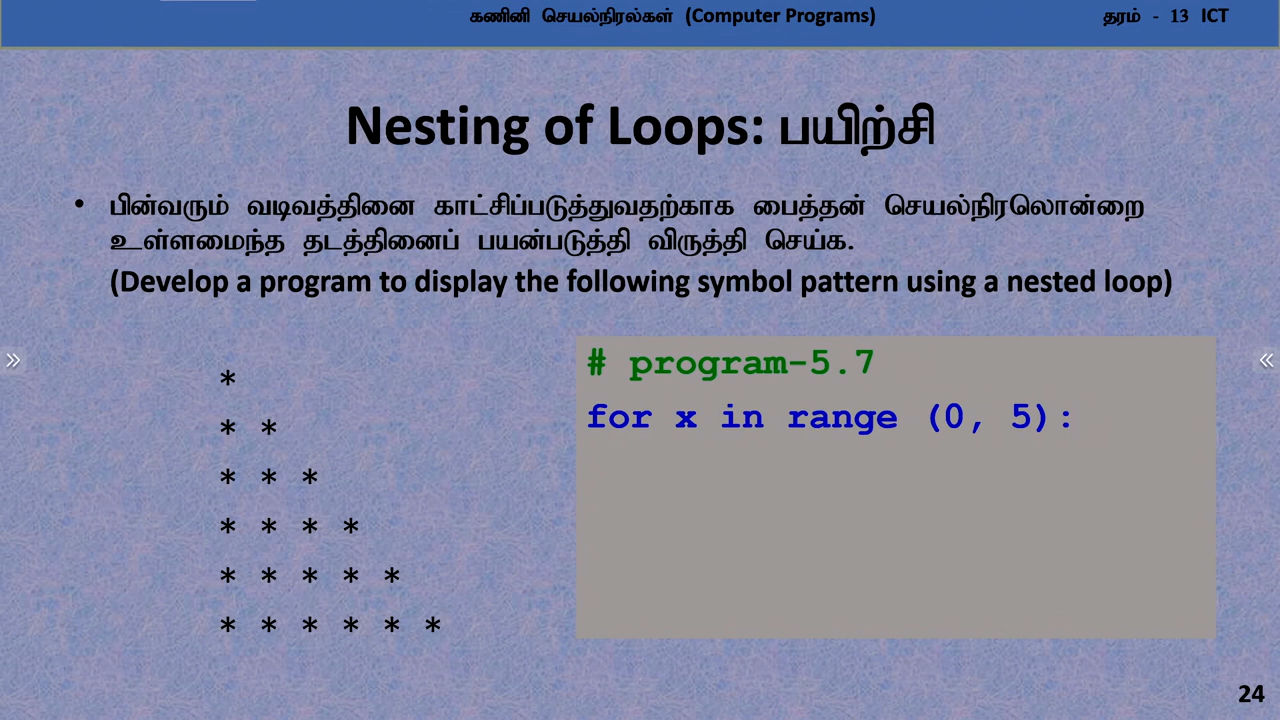 கணினி செயல்நிரல்கள் (Computer Programs) தரம் - 13 ICT
Nesting of Loops: பயிற்சி
• பின்வரும் வடிவத்தினை காட்சிப்படுத்துவதற்காக பைத்தன் செயல்நிரலொன்றை
உள்ளமைந்த தடத்தினைப் பயன்படுத்தி விருத்தி செய்க.
(Develop a program to display the following symbol pattern using a nested loop)
*
* *
* * *
* * * *
* * * * *
* * * * * *
# program-5.7
for x in range (0, 5):
24